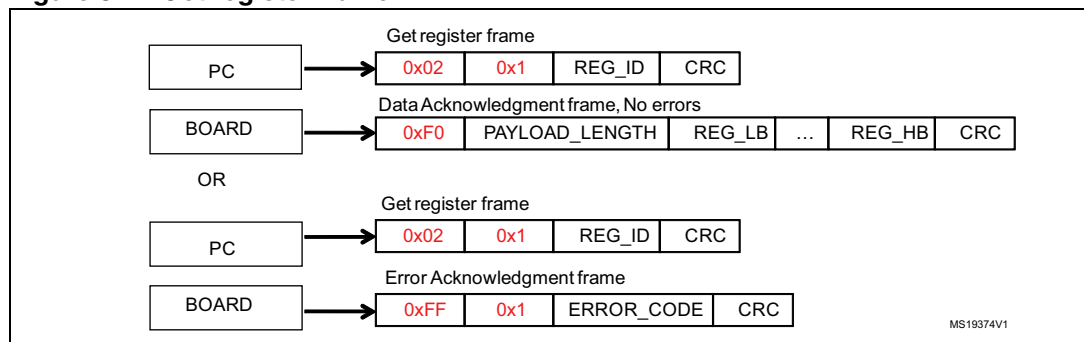 Get register frame
PC 0x02 0x1 REG_ID CRC
Data Acknowledgment frame, No errors
BOARD 0xF0 PAYLOAD_LENGTH REG_LB ... REG_HB CRC
OR
Get register frame
PC 0x02 0x1 REG_ID CRC
Error Acknowledgment frame
BOARD 0xFF 0x1 ERROR_CODE CRC
MS19374V1